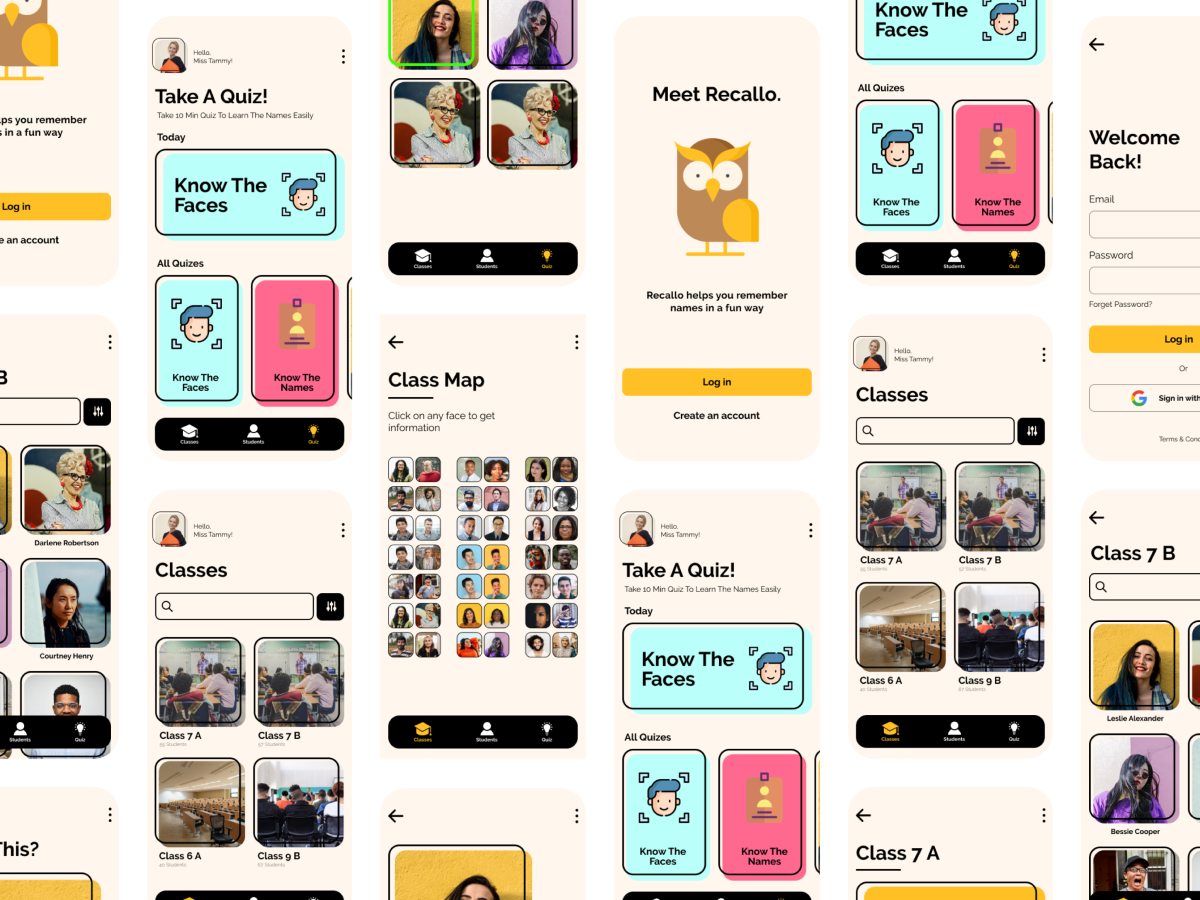 lps you remember
s in a fun way
Log in
e an account
B
Darlene Robertson
Courtney Henry
Students
Quiz
This?
Hello,
Miss Tammy!
Take A Quiz!
Take 10 Min Quiz To Learn The Names Easily
Today
Know The
Faces
All Quizes
Know The
Faces
Know The
Names
Classes
Students
Quiz
Hello,
Miss Tammy!
Classes
Class 7 A
55 Students
Class 7 B
57 Students
Class 6 A
40 Students
Class 9 B
67 Students
Classes
Students
Quiz
Class Map
Click on any face to get
information
Classes
Students
Quiz
Meet Recallo.
Recallo helps you remember
names in a fun way
Log in
Create an account
Hello,
Miss Tammy!
Take A Quiz!
Take 10 Min Quiz To Learn The Names Easily
Today
Know The
Faces
All Quizes
Know The
Faces
Know The
Names
Know The
Faces
All Quizes
Know The
Faces
Know The
Names
Classes
Students
Quiz
Hello,
Miss Tammy!
Classes
Class 7 A
55 Students
Class 7 B
57 Students
Class 6 A
40 Students
Class 9 B
67 Students
Classes
Students
Quiz
Class 7 A
Welcome
Back!
Email
Password
Forget Password?
Log in
Or
Sign in with
Terms & Cond
Class 7 B
Leslie Alexander
Bessie Cooper